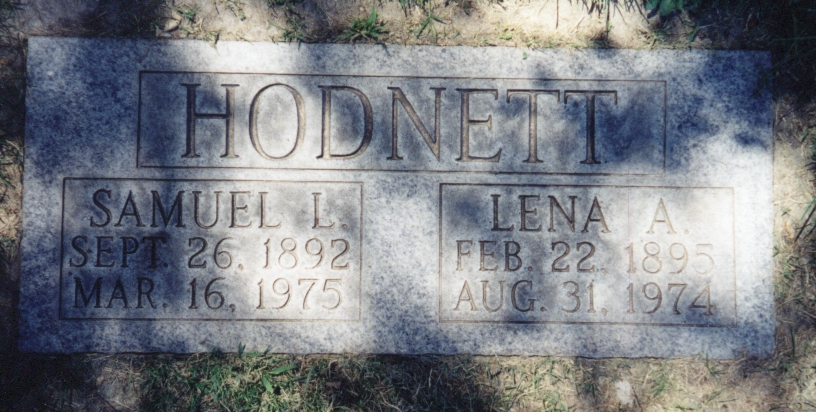 HODNETT
SAMUEL L.
SEPT. 26, 1892
MAR. 16, 1975
LENA A.
FEB. 22, 1895
AUG. 31, 1974